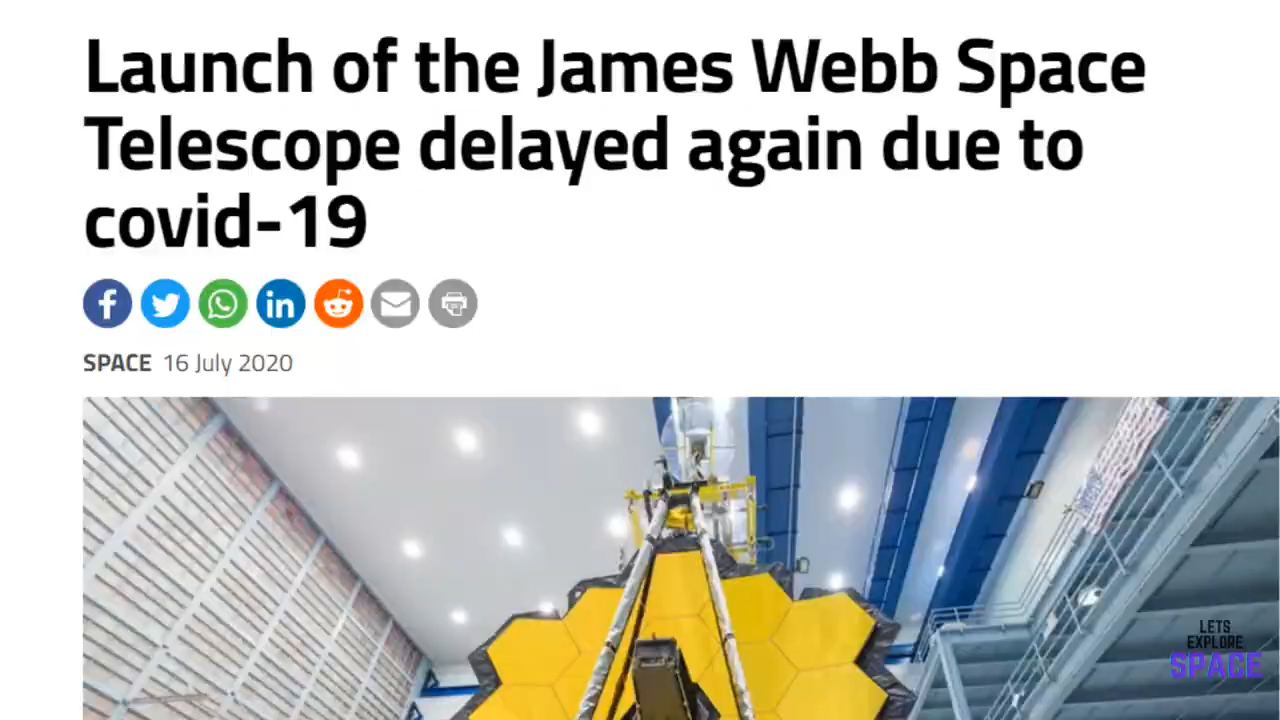 Launch of the James Webb Space
Telescope delayed again due to
covid-19
SPACE 16 July 2020
LETS
EXPLORE
SPACE